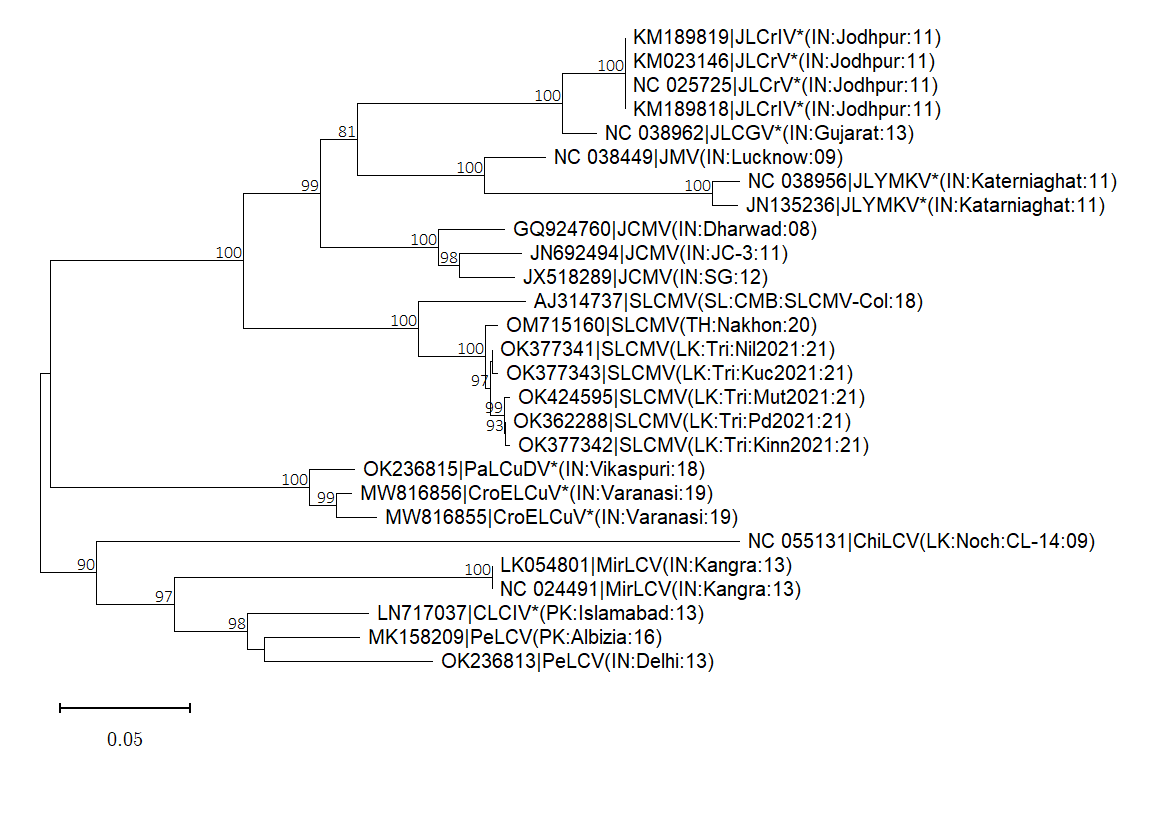 KM189819|JLCrIV*(IN:Jodhpur:11)
100
KM023146|JLCrV*(IN:Jodhpur:11)
NC 025725|JLCrV*(IN:Jodhpur:11)
100
KM189818|JLCrIV*(IN:Jodhpur:11)
81
NC 038962|JLCGV*(IN:Gujarat:13)
NC 038449|JMV(IN:Lucknow:09)
100
99
100
NC 038956|JLYMKV*(IN:Katerniaghat:11)
JN135236|JLYMKV*(IN:Katarniaghat:11)
GQ924760|JCMV(IN:Dharwad:08)
100
100
98
JN692494|JCMV(IN:JC-3:11)
JX518289|JCMV(IN:SG:12)
AJ314737|SLCMV(SL:CMB:SLCMV-Col:18)
100
OM715160|SLCMV(TH:Nakhon:20)
100
OK377341|SLCMV(LK:Tri:Nil2021:21)
97
OK377343|SLCMV(LK:Tri:Kuc2021:21)
99
OK424595|SLCMV(LK:Tri:Mut2021:21)
93
OK362288|SLCMV(LK:Tri:Pd2021:21)
OK377342|SLCMV(LK:Tri:Kinn2021:21)
100
OK236815|PaLCuDV*(IN:Vikaspuri:18)
99
MW816856|CroELCuV*(IN:Varanasi:19)
MW816855|CroELCuV*(IN:Varanasi:19)
NC 055131|ChiLCV(LK:Noch:CL-14:09)
90
100
LK054801|MirLCV(IN:Kangra:13)
97
NC 024491|MirLCV(IN:Kangra:13)
98
LN717037|CLCIV*(PK:Islamabad:13)
MK158209|PeLCV(PK:Albizia:16)
OK236813|PeLCV(IN:Delhi:13)
0.05